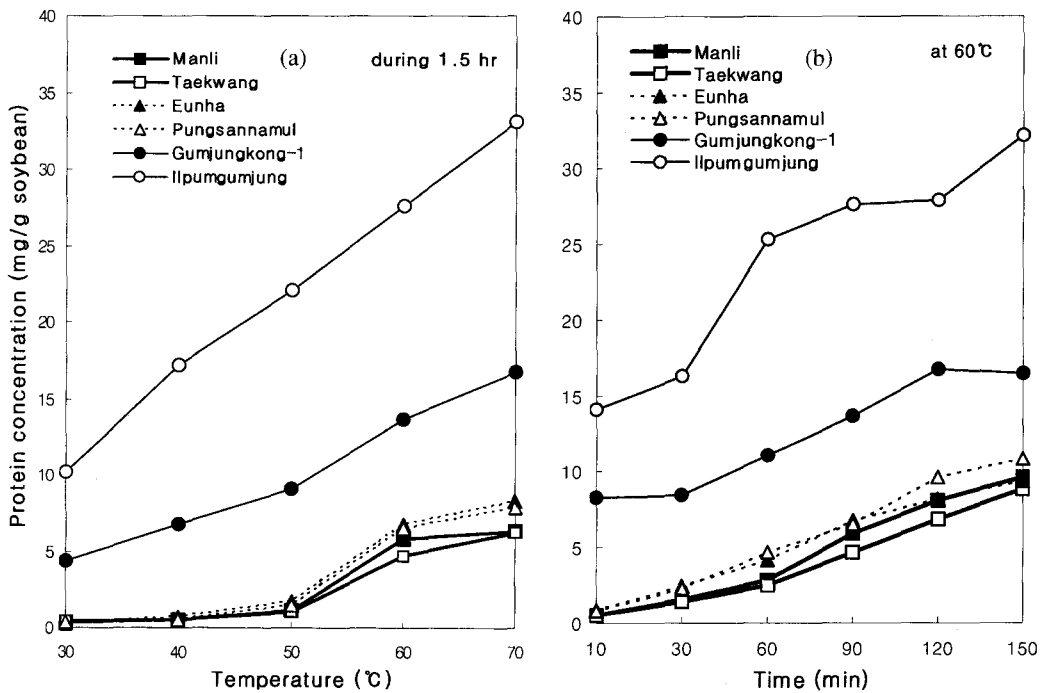 Protein concentration (mg/g soybean)
40
35
30
25
20
15
10
5
0
(a)
during 1.5 hr
Manli
Taekwang
Eunha
Pungsannamul
Gumjungkong-1
Ilpumgumjung
30 40 50 60 70
Temperature (℃)
40
35
30
25
20
15
10
5
0
(b)
at 60℃
Manli
Taekwang
Eunha
Pungsannamul
Gumjungkong-1
Ilpumgumjung
10 30 60 90 120 150
Time (min)